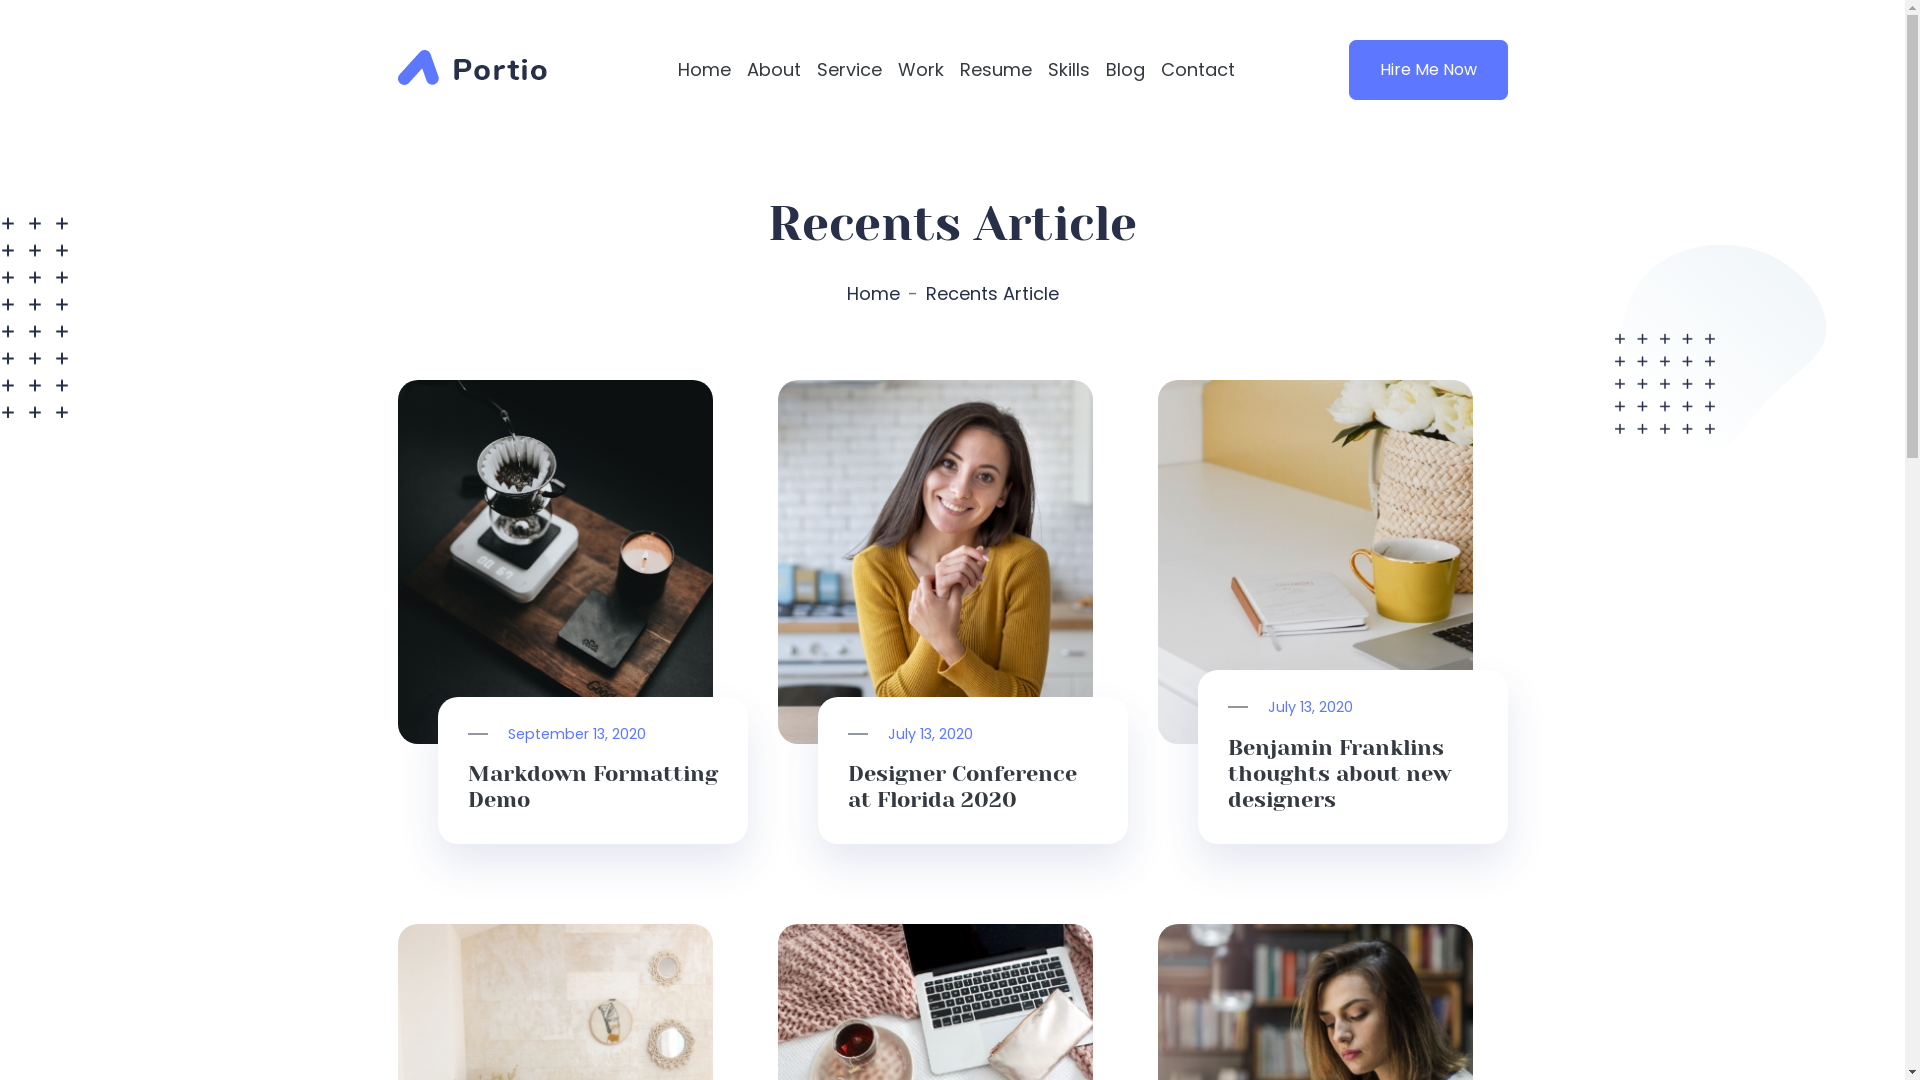 Portio
Home About Service Work Resume Skills Blog Contact
Hire Me Now
Recents Article
Home - Recents Article
September 13, 2020
Markdown Formatting
Demo
July 13, 2020
Designer Conference
at Florida 2020
July 13, 2020
Benjamin Franklins
thoughts about new
designers